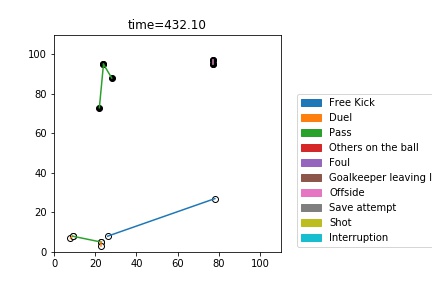 time=432.10
100
80
60
40
20
0
0 20 40 60 80 100
Free Kick
Duel
Pass
Others on the ball
Foul
Goalkeeper leaving l
Offside
Save attempt
Shot
Interruption